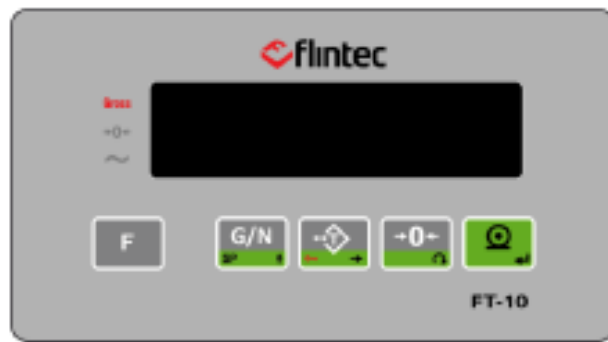 flintec
Gross
→0←
F
G/N
T
→0←
FT-10